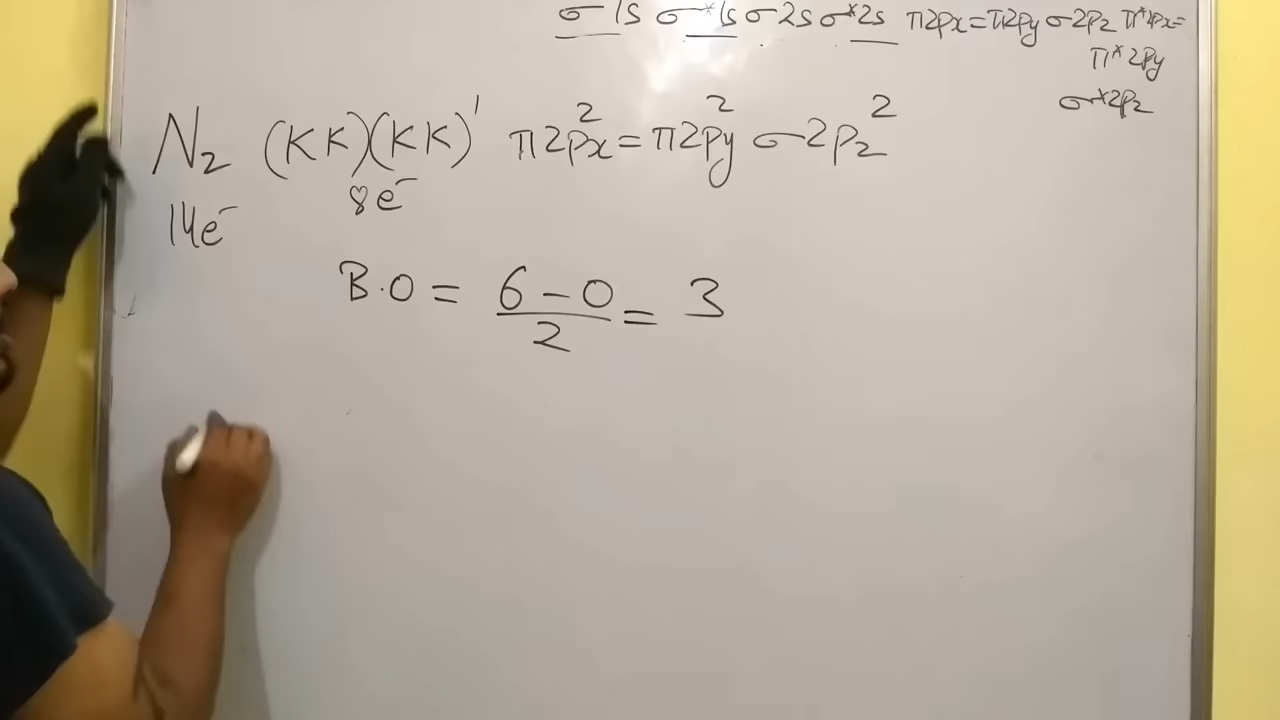 σ1s σ*1s σ2s σ*2s π2px=π2py σ2pz π*2px=
π*2py
σ*2pz
N₂ (KK)(KK)' π2px²=π2py² σ2pz²
14e⁻ 8e⁻
B.O = 6-0/2 = 3